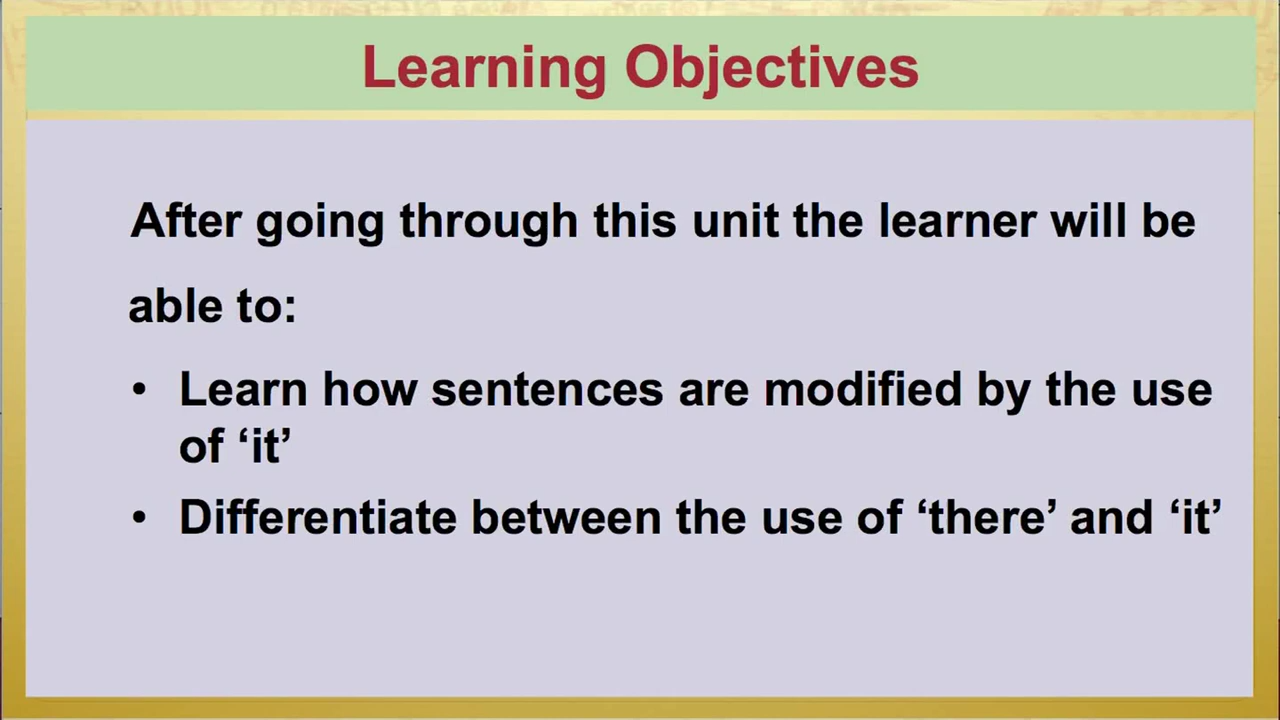 Learning Objectives
After going through this unit the learner will be
able to:
• Learn how sentences are modified by the use
of ‘it’
• Differentiate between the use of ‘there’ and ‘it’